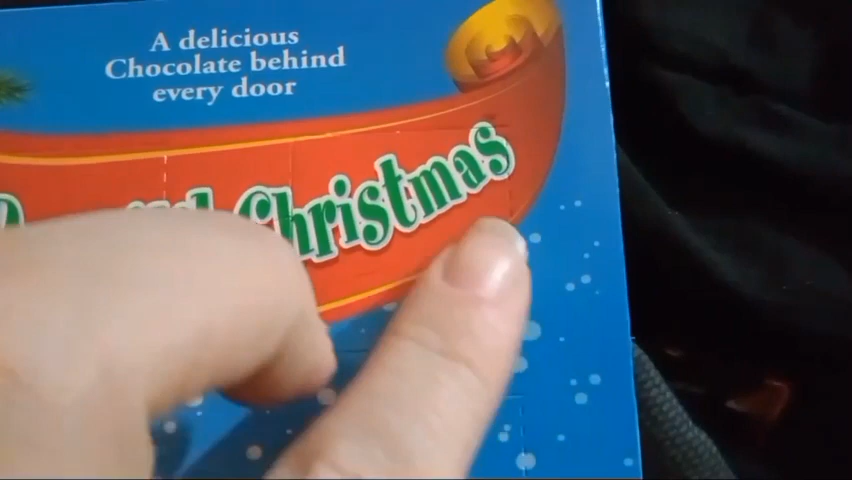 A delicious
Chocolate behind
every door
Christmas